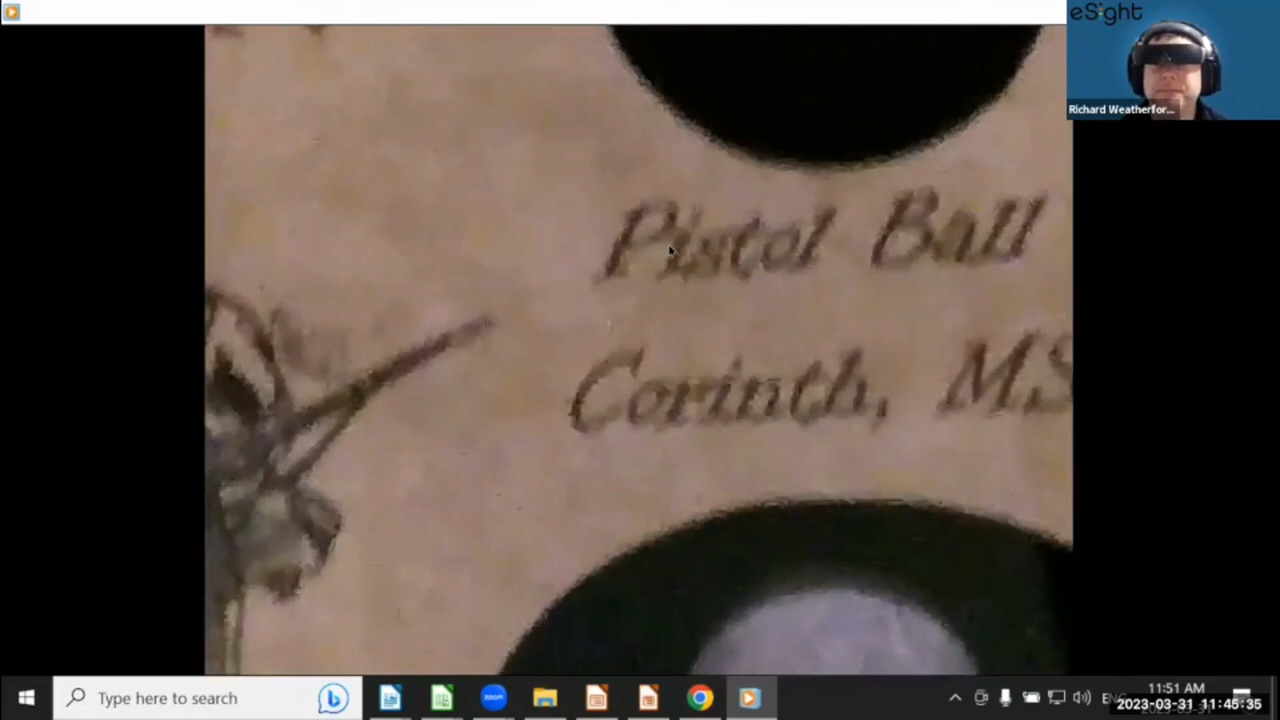 eSight
Richard Weatherfor...
Pistol Ball
Corinth, MS
Type here to search
zoom
11:51 AM
2023-03-31 11:45:35